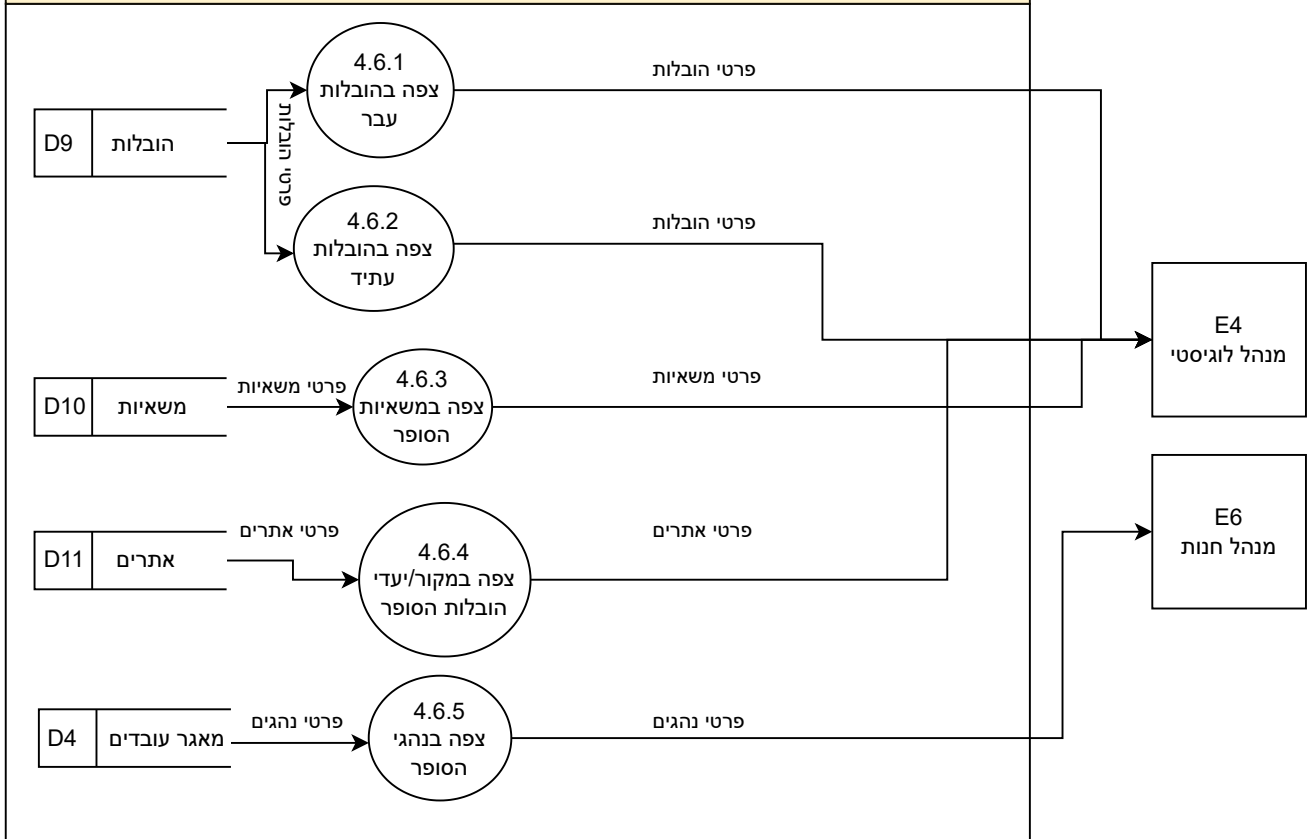 4.6.1
צפה בהובלות
עבר
פרטי הובלות
D9
הובלות
פרטי הובלות
4.6.2
צפה בהובלות
עתיד
פרטי הובלות
E4
מנהל לוגיסטי
D10
משאיות
פרטי משאיות
4.6.3
צפה במשאיות
הסופר
פרטי משאיות
E6
מנהל חנות
D11
אתרים
פרטי אתרים
4.6.4
צפה במקור/יעדי
הובלות הסופר
פרטי אתרים
D4
מאגר עובדים
פרטי נהגים
4.6.5
צפה בנהגי
הסופר
פרטי נהגים